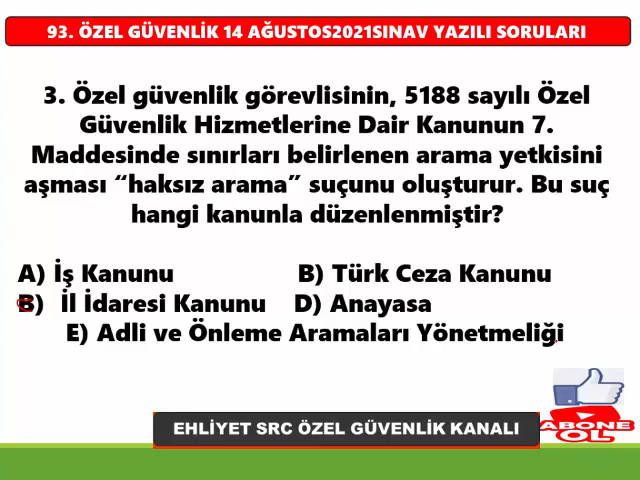 93. ÖZEL GÜVENLİK 14 AĞUSTOS2021SINAV YAZILI SORULARI
3. Özel güvenlik görevlisinin, 5188 sayılı Özel
Güvenlik Hizmetlerine Dair Kanunun 7.
Maddesinde sınırları belirlenen arama yetkisini
aşması “haksız arama” suçunu oluşturur. Bu suç
hangi kanunla düzenlenmiştir?
A) İş Kanunu B) Türk Ceza Kanunu
B) İl İdaresi Kanunu D) Anayasa
E) Adli ve Önleme Aramaları Yönetmeliği
ABONE
OL
EHLİYET SRC ÖZEL GÜVENLİK KANALI